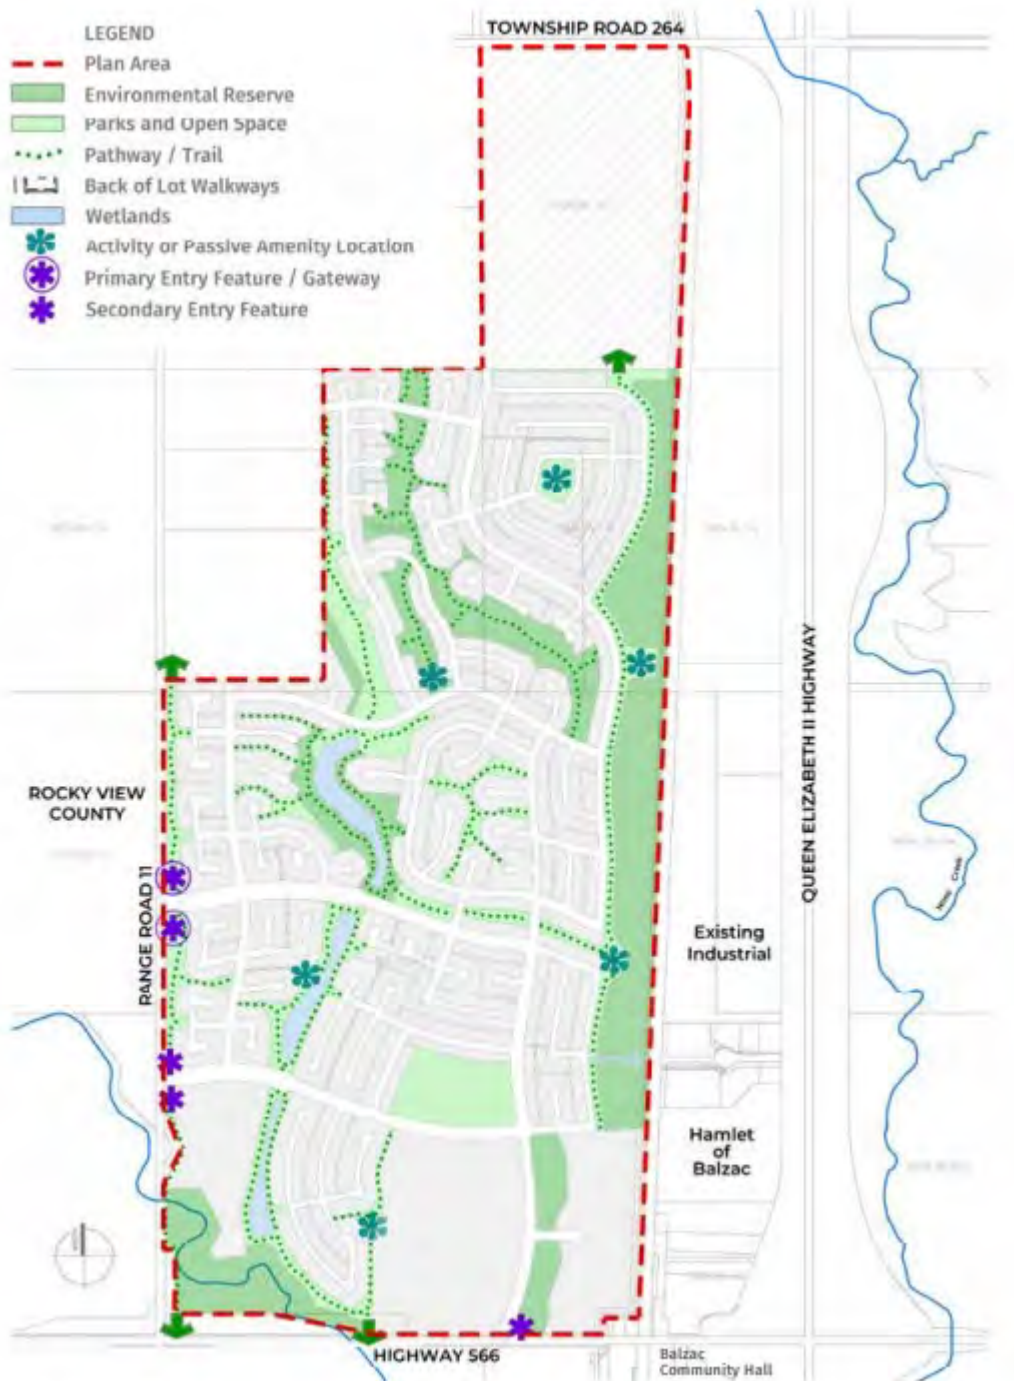 TOWNSHIP ROAD 264
LEGEND
Plan Area
Environmental Reserve
Parks and Open Space
Pathway / Trail
Back of Lot Walkways
Wetlands
Activity or Passive Amenity Location
Primary Entry Feature / Gateway
Secondary Entry Feature
QUEEN ELIZABETH II HIGHWAY
ROCKY VIEW
COUNTY
RANGE ROAD 11
Creek
Existing
Industrial
Hamlet
of
Balzac
HIGHWAY 566
Balzac
Community Hall